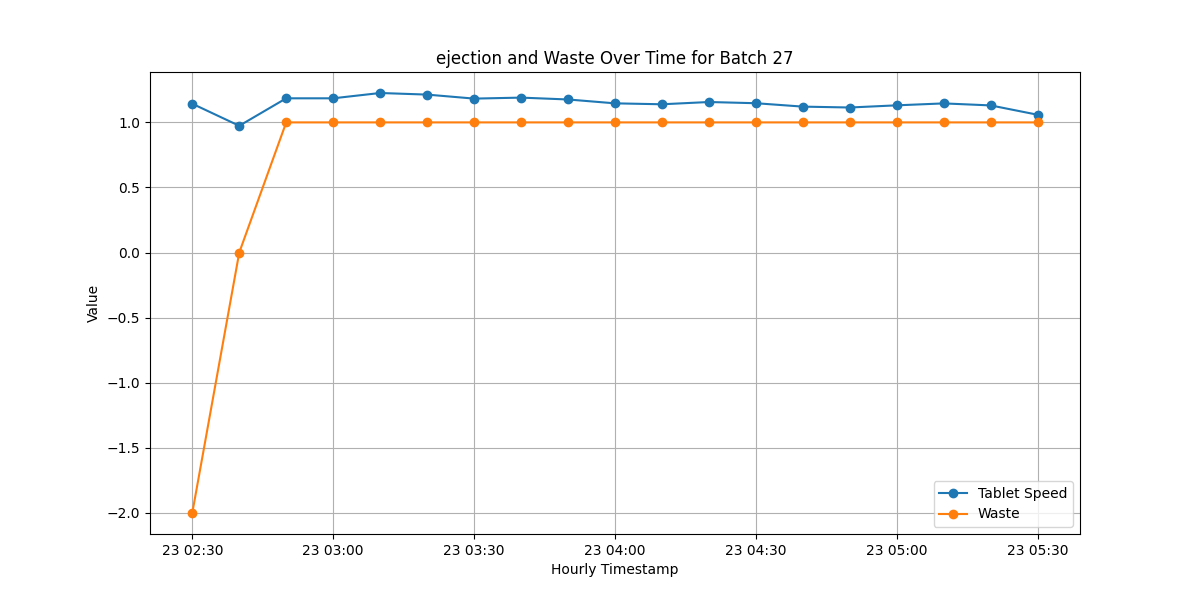 ejection and Waste Over Time for Batch 27
Value
1.0
0.5
0.0
−0.5
−1.0
−1.5
−2.0
Tablet Speed
Waste
23 02:30 23 03:00 23 03:30 23 04:00 23 04:30 23 05:00 23 05:30
Hourly Timestamp